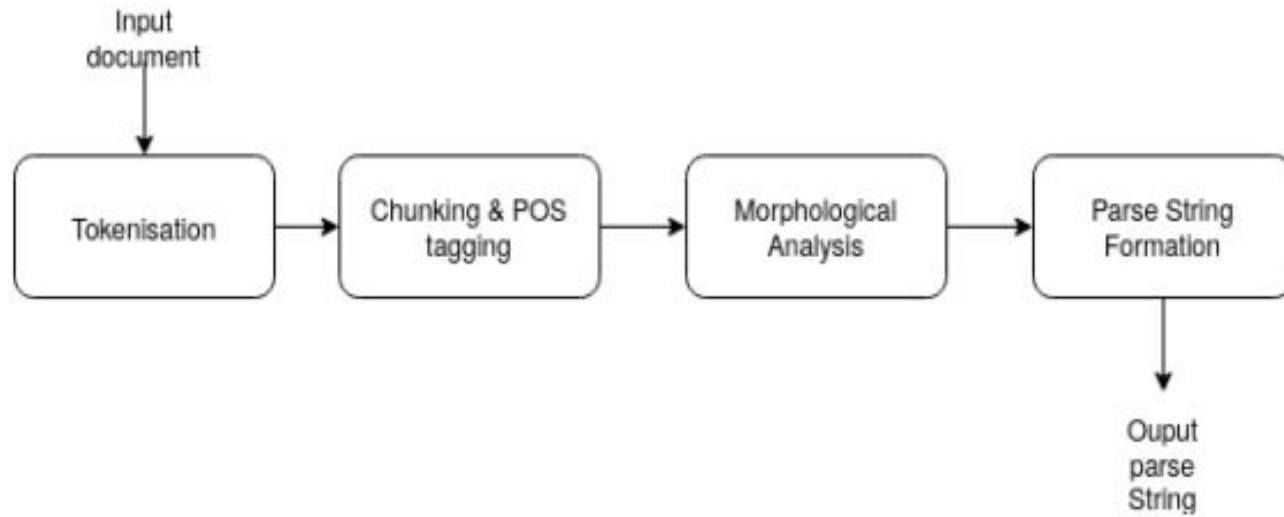 Input
document
Tokenisation
Chunking & POS
tagging
Morphological
Analysis
Parse String
Formation
Ouput
parse
String